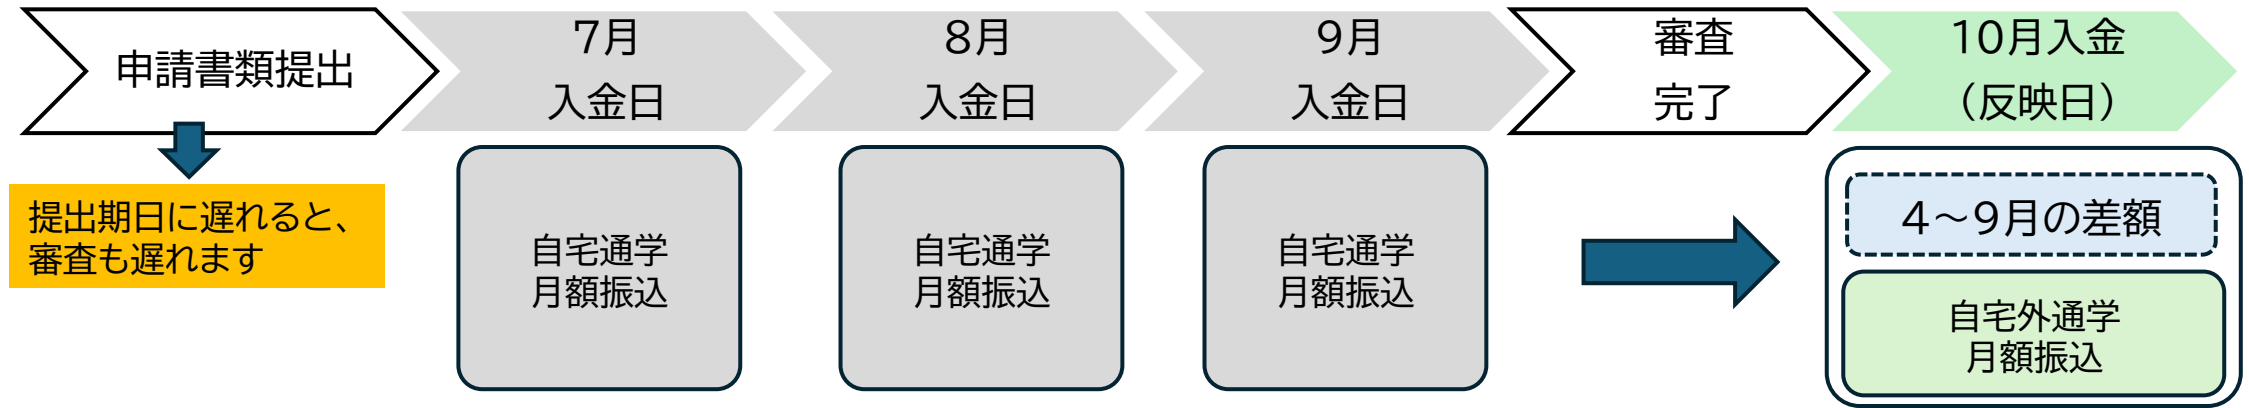 申請書類提出
7月
入金日
8月
入金日
9月
入金日
審査
完了
10月入金
（反映日）
提出期日に遅れると、
審査も遅れます
自宅通学
月額振込
自宅通学
月額振込
自宅通学
月額振込
4～9月の差額
自宅外通学
月額振込